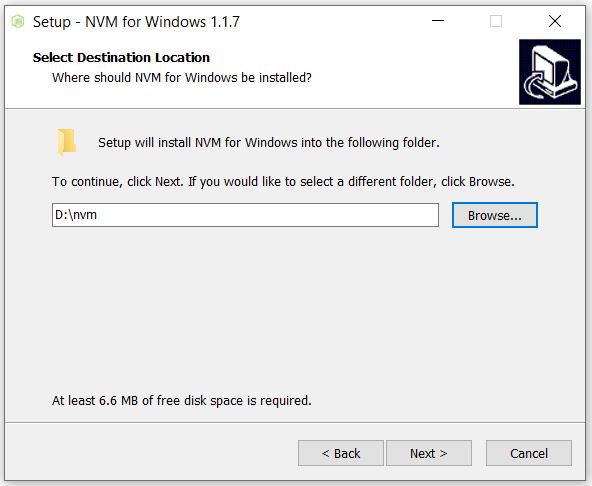 Setup - NVM for Windows 1.1.7
Select Destination Location
Where should NVM for Windows be installed?
Setup will install NVM for Windows into the following folder.
To continue, click Next. If you would like to select a different folder, click Browse.
D:\nvm
Browse...
At least 6.6 MB of free disk space is required.
< Back
Next >
Cancel